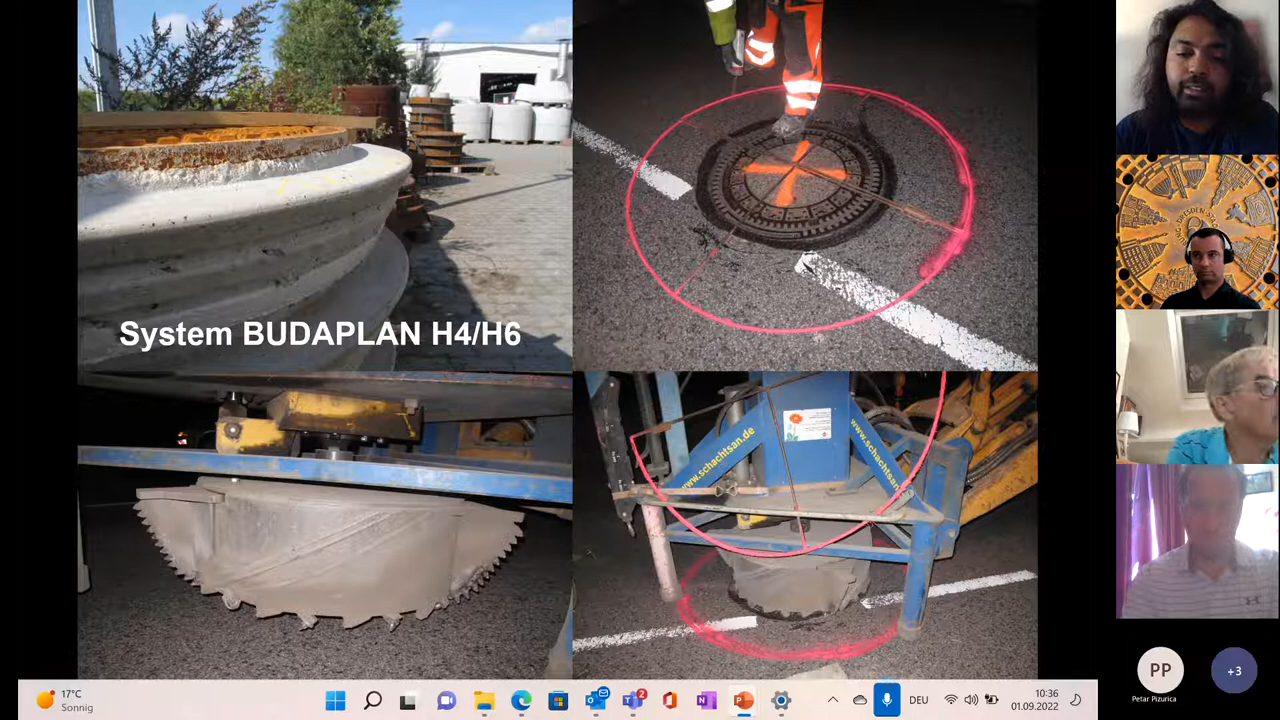 System BUDAPLAN H4/H6
www.schachtsan.de
www.schachtsan.de
PP
Petar Pizurica
+3
17°C
Sonnig
2
DEU
10:36
01.09.2022